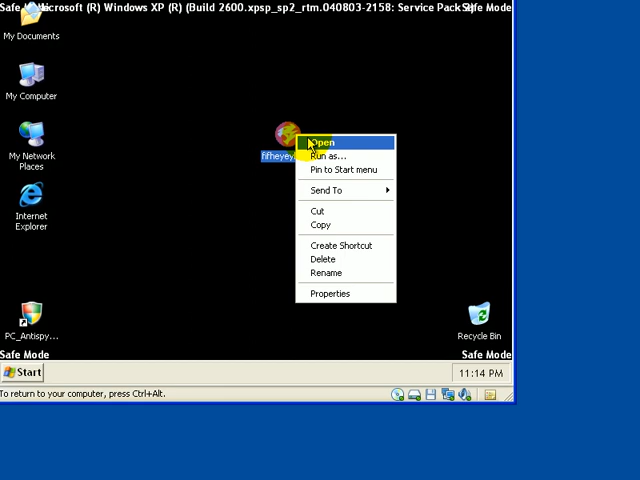 Microsoft (R) Windows XP (R) (Build 2600.xpsp_sp2_rtm.040803-2158: Service Pack Safe Mode
My Documents
My Computer
My Network
Places
Internet
Explorer
PC_Antispy...
Open
Run as...
Pin to Start menu
Send To
Cut
Copy
Create Shortcut
Delete
Rename
Properties
Recycle Bin
Safe Mode
Safe Mode
Start
11:14 PM
To return to your computer, press Ctrl+Alt.